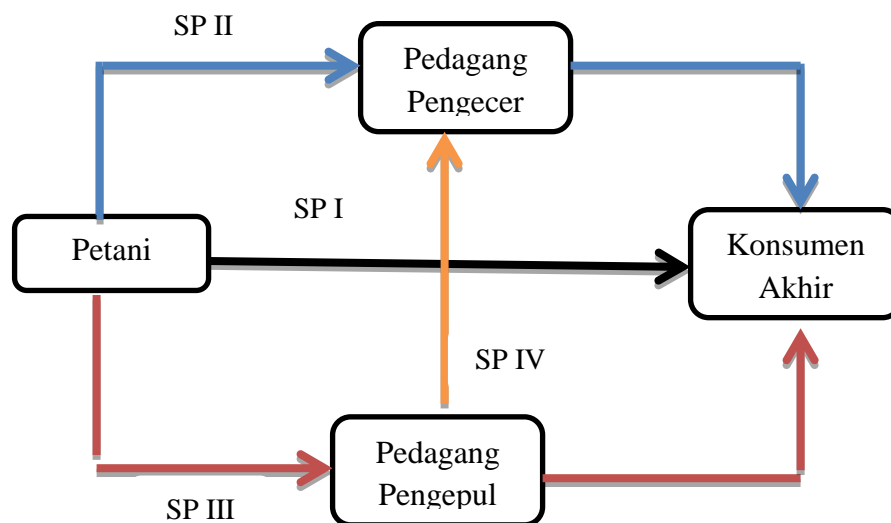 SP II
Pedagang
Pengecer
SP I
Petani
Konsumen
Akhir
SP IV
Pedagang
Pengepul
SP III